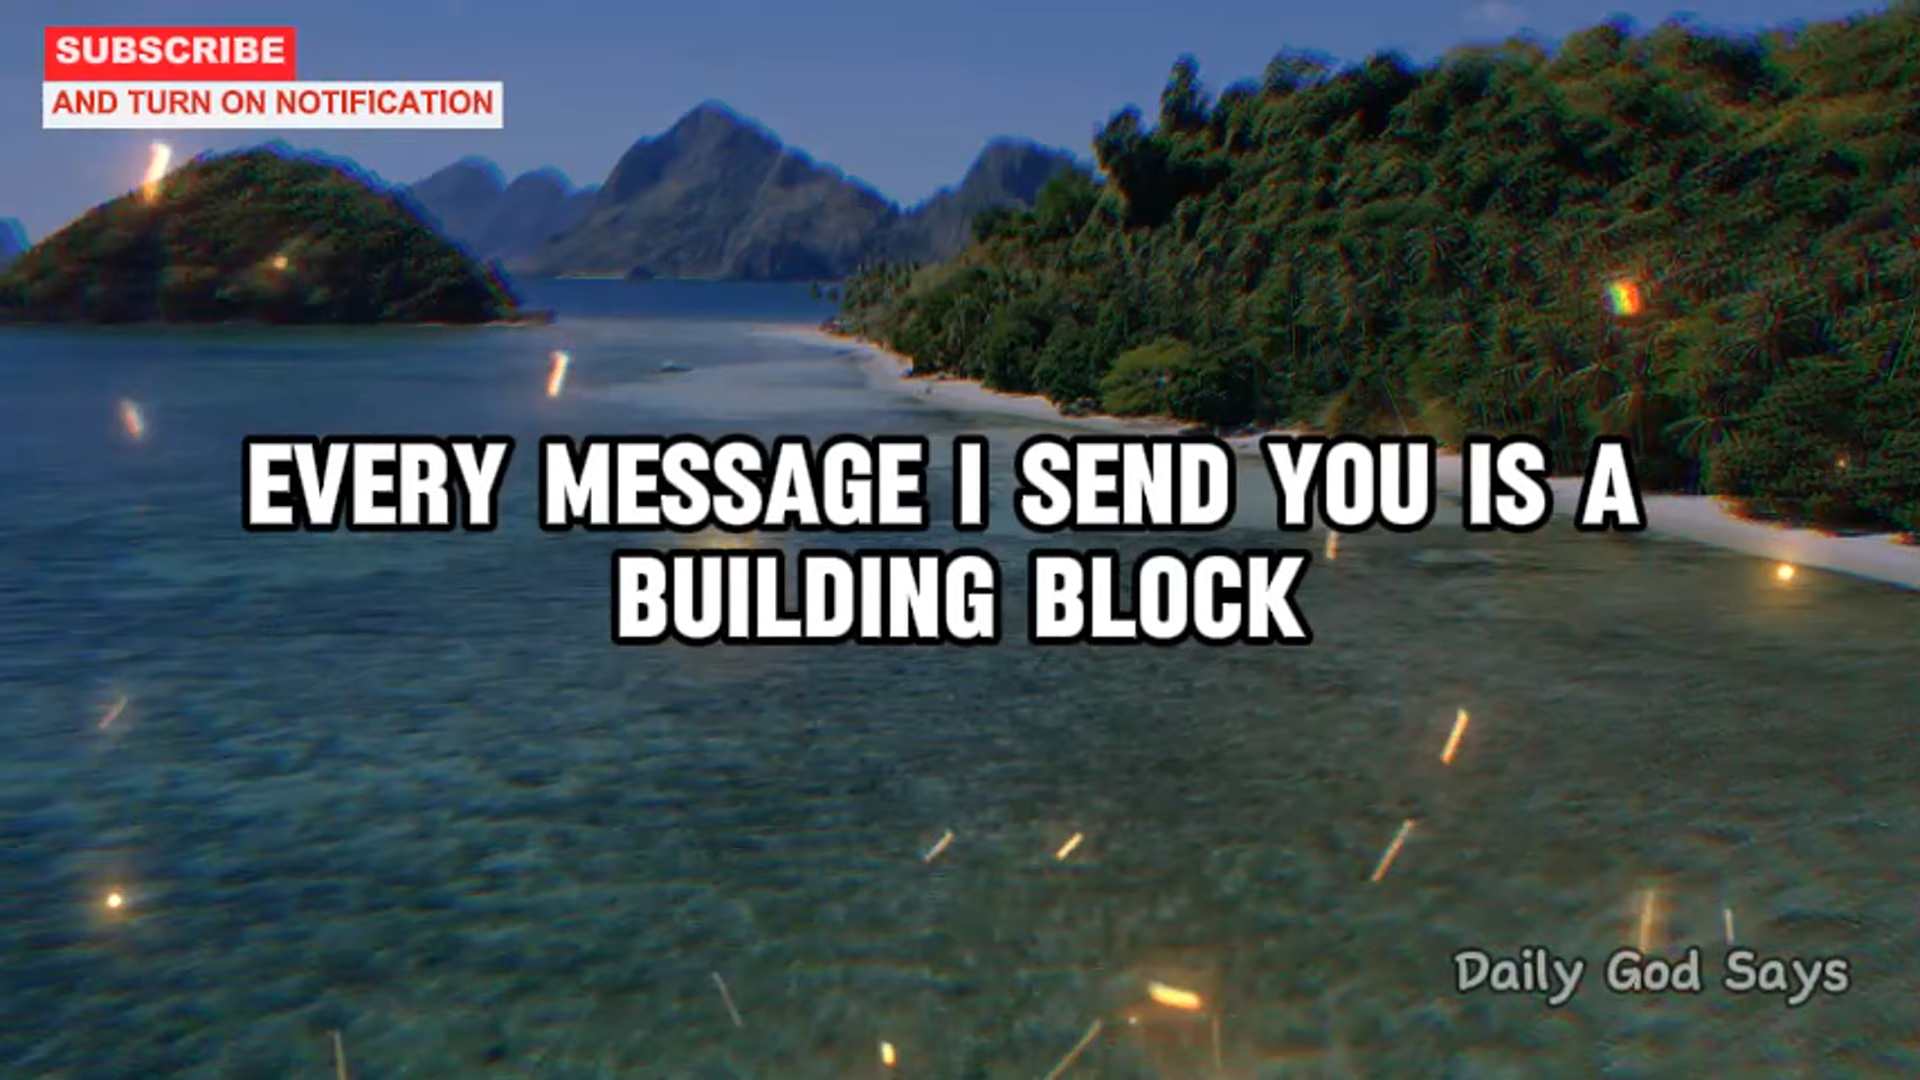 SUBSCRIBE
AND TURN ON NOTIFICATION
EVERY MESSAGE I SEND YOU IS A
BUILDING BLOCK
Daily God Says